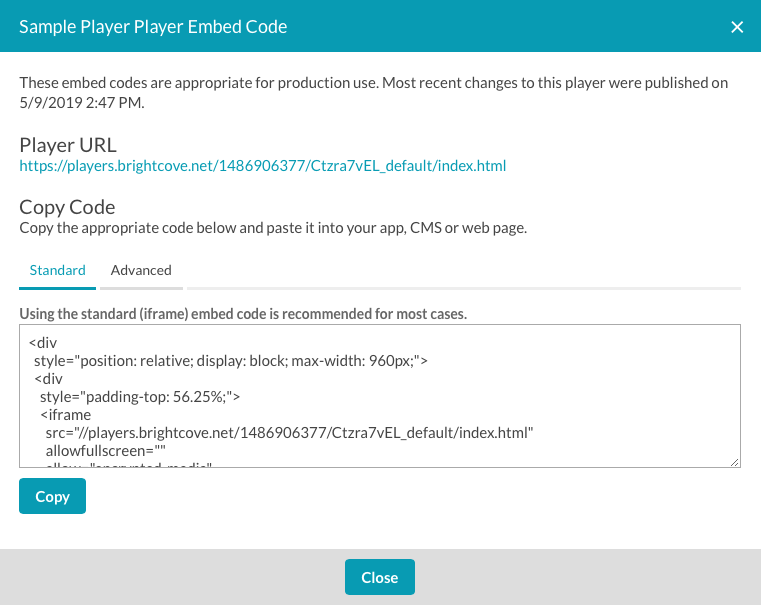 Sample Player Player Embed Code
These embed codes are appropriate for production use. Most recent changes to this player were published on
5/9/2019 2:47 PM.
Player URL
https://players.brightcove.net/1486906377/Ctzra7vEL_default/index.html
Copy Code
Copy the appropriate code below and paste it into your app, CMS or web page.
Standard Advanced
Using the standard (iframe) embed code is recommended for most cases.
<div
style="position: relative; display: block; max-width: 960px;">
<div
style="padding-top: 56.25%;">
<iframe
src="//players.brightcove.net/1486906377/Ctzra7vEL_default/index.html"
allowfullscreen=""
allow="encrypted-media"
Copy
Close